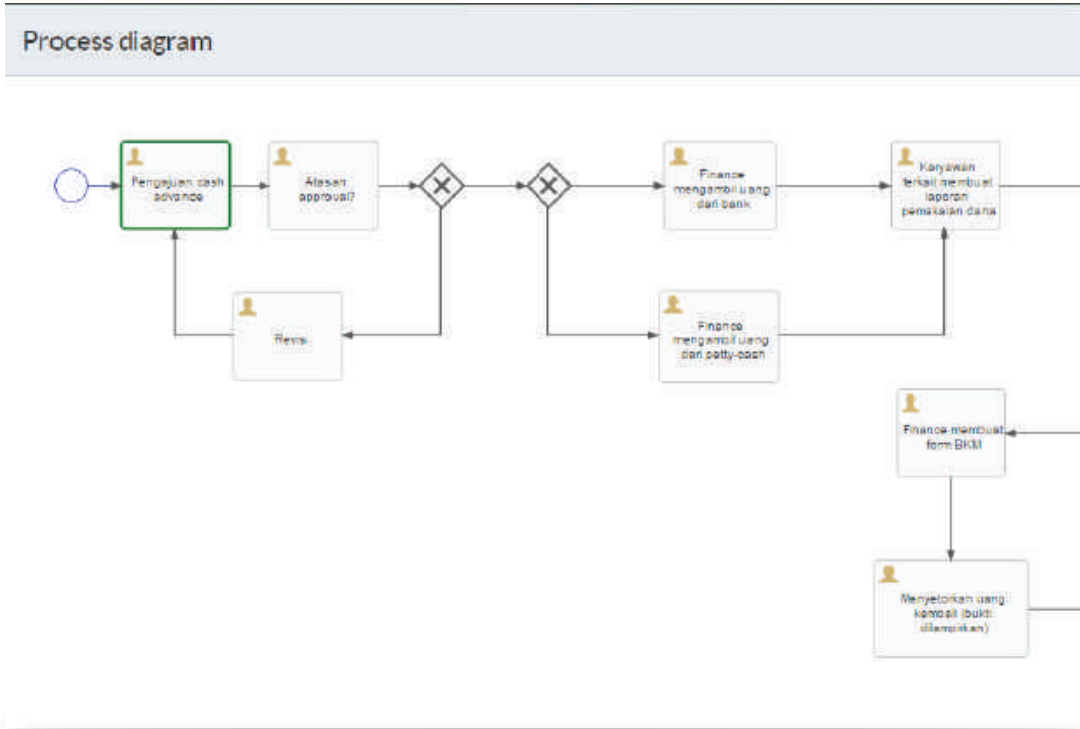 Process diagram
Pengajuan cash
advance
Atasan
approval?
Finance
mengambil uang
dari bank
Karyawan
terkait membuat
laporan
pemakaian dana
Revisi
Finance
mengambil uang
dari petty-cash
Finance membuat
form BKM
Menyetorkan uang
kembali (bukti
dilampirkan)